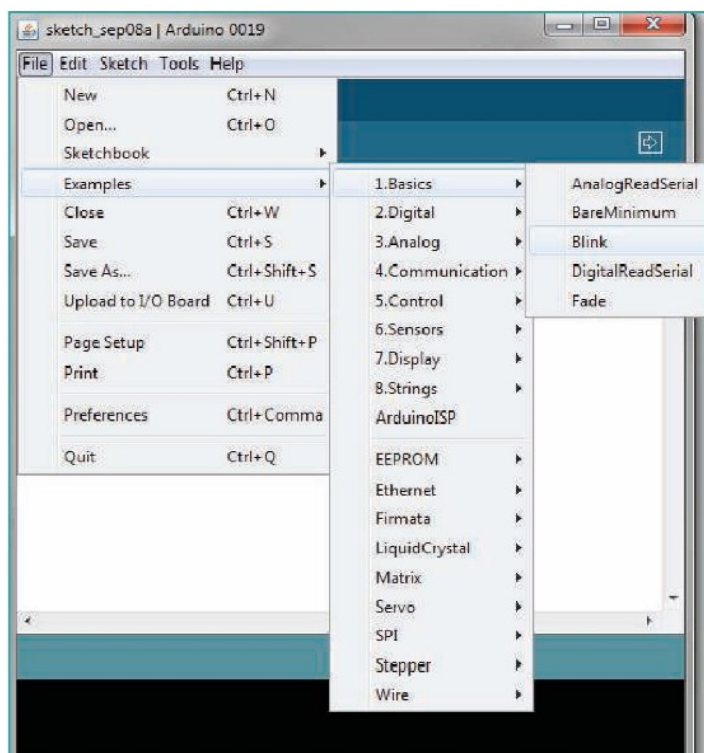 sketch_sep08a | Arduino 0019
File Edit Sketch Tools Help
New Ctrl+N
Open... Ctrl+O
Sketchbook
Examples
Close Ctrl+W
Save Ctrl+S
Save As... Ctrl+Shift+S
Upload to I/O Board Ctrl+U
Page Setup Ctrl+Shift+P
Print Ctrl+P
Preferences Ctrl+Comma
Quit Ctrl+Q
1.Basics
2.Digital
3.Analog
4.Communication
5.Control
6.Sensors
7.Display
8.Strings
ArduinoISP
EEPROM
Ethernet
Firmata
LiquidCrystal
Matrix
Servo
SPI
Stepper
Wire
AnalogReadSerial
BareMinimum
Blink
DigitalReadSerial
Fade